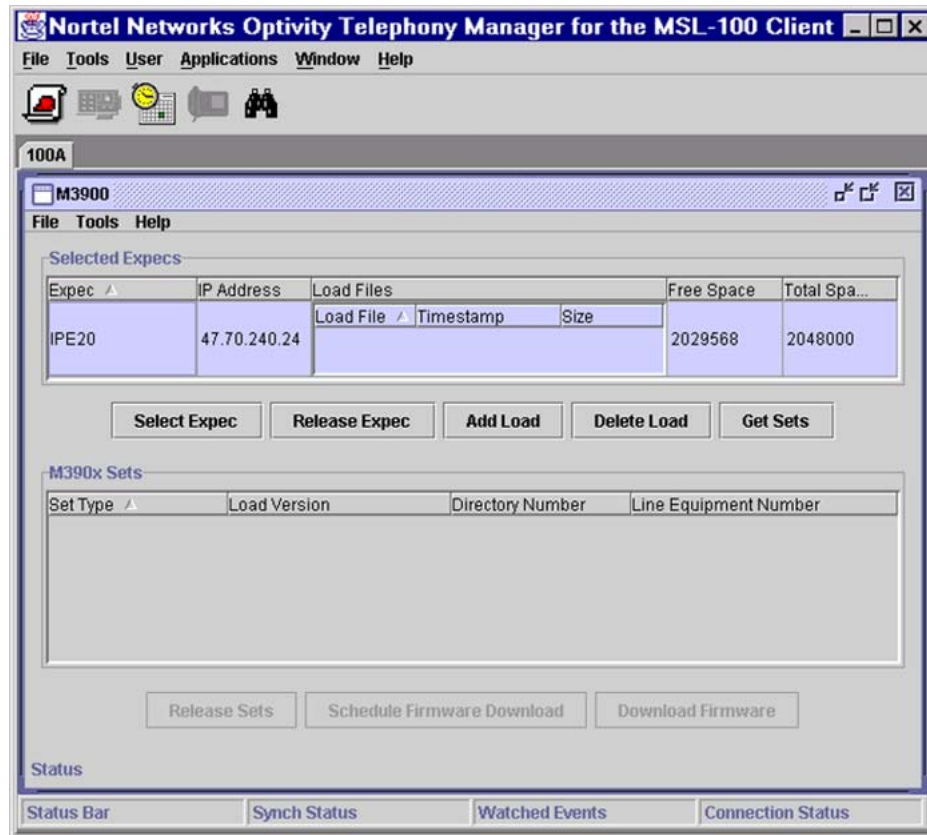 Nortel Networks Optivity Telephony Manager for the MSL-100 Client
File Tools User Applications Window Help
100A
M3900
File Tools Help
Selected Expecs
Expec IP Address Load Files Free Space Total Spa...
Load File Timestamp Size
IPE20 47.70.240.24 2029568 2048000
Select Expec Release Expec Add Load Delete Load Get Sets
M390x Sets
Set Type Load Version Directory Number Line Equipment Number
Release Sets Schedule Firmware Download Download Firmware
Status
Status Bar Synch Status Watched Events Connection Status